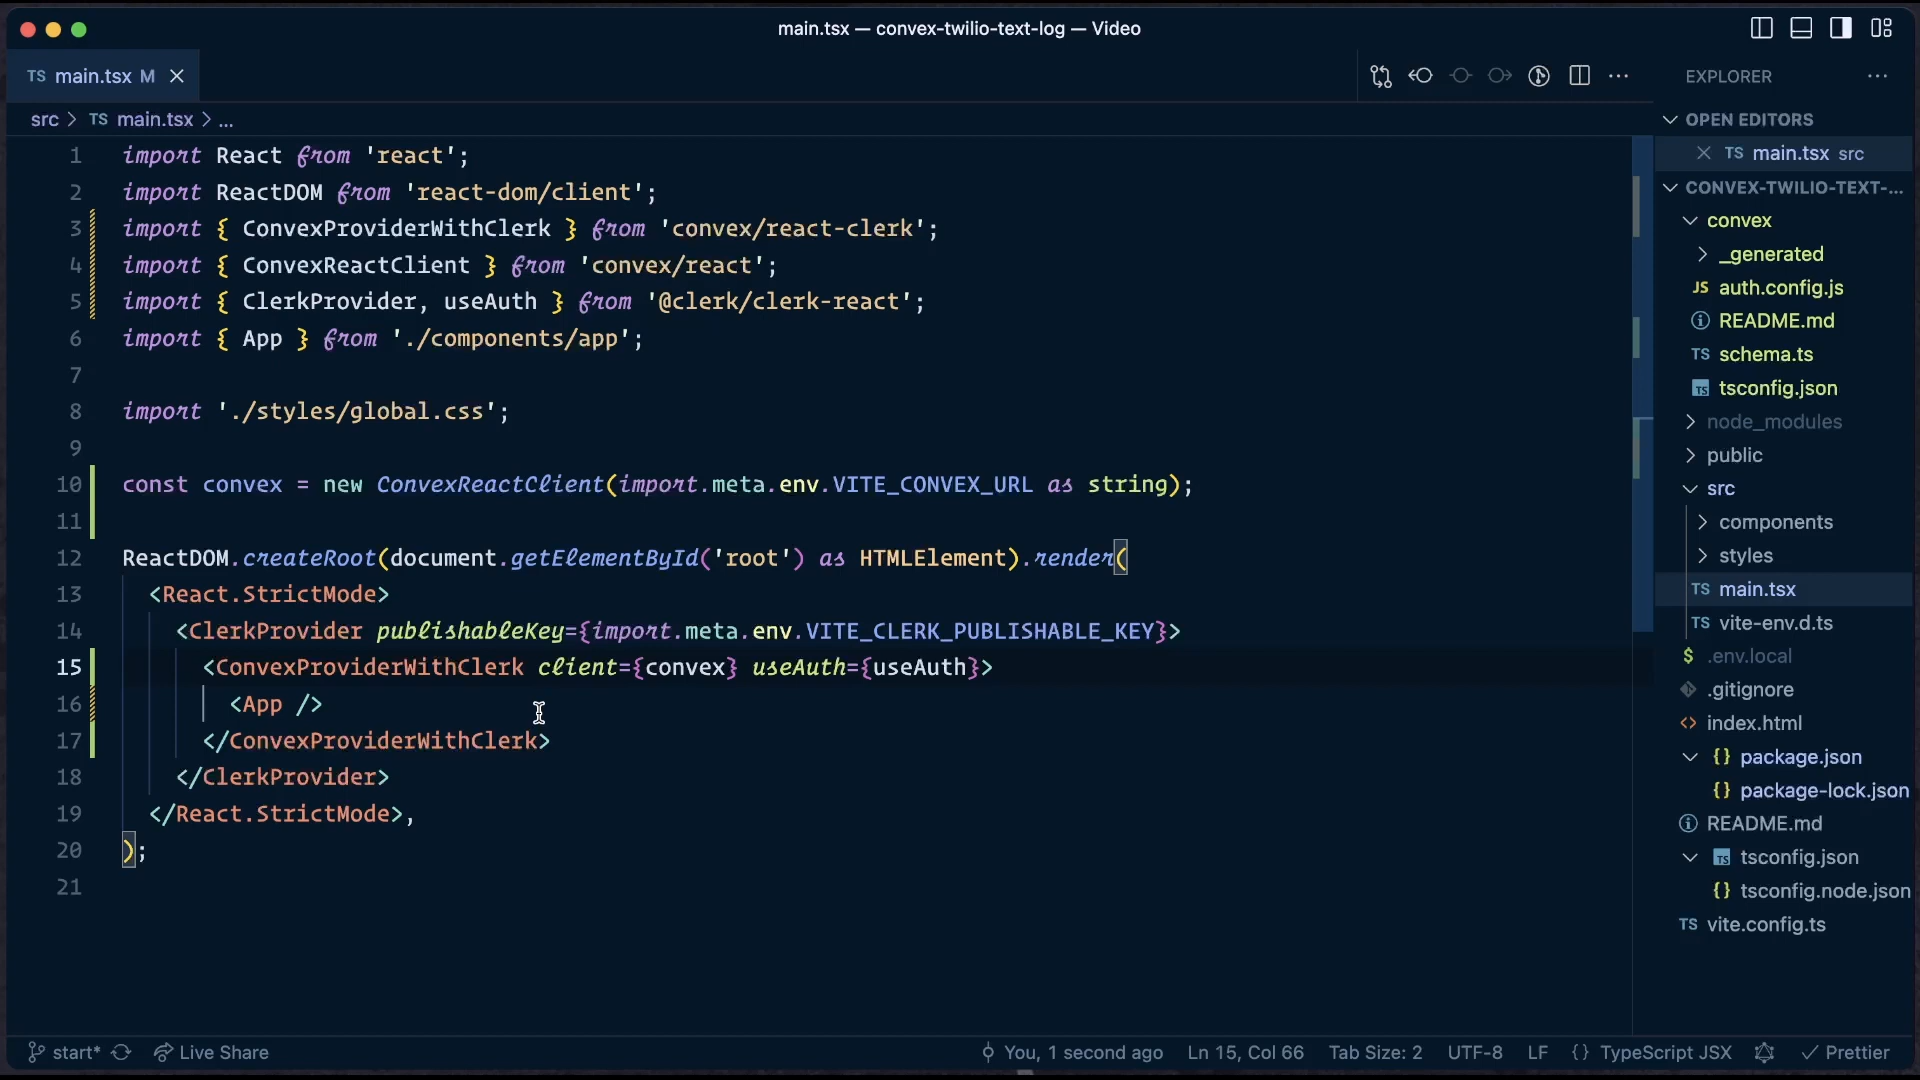 main.tsx — convex-twilio-text-log — Video
TS main.tsx M
EXPLORER
src > TS main.tsx > ...
1 import React from 'react';
2 import ReactDOM from 'react-dom/client';
3 import { ConvexProviderWithClerk } from 'convex/react-clerk';
4 import { ConvexReactClient } from 'convex/react';
5 import { ClerkProvider, useAuth } from '@clerk/clerk-react';
6 import { App } from './components/app';
7
8 import './styles/global.css';
9
10 const convex = new ConvexReactClient(import.meta.env.VITE_CONVEX_URL as string);
11
12 ReactDOM.createRoot(document.getElementById('root') as HTMLElement).render(
13 <React.StrictMode>
14 <ClerkProvider publishableKey={import.meta.env.VITE_CLERK_PUBLISHABLE_KEY}>
15 <ConvexProviderWithClerk client={convex} useAuth={useAuth}>
16 <App />
17 </ConvexProviderWithClerk>
18 </ClerkProvider>
19 </React.StrictMode>,
20 );
21
OPEN EDITORS
TS main.tsx src
CONVEX-TWILIO-TEXT-...
convex
_generated
JS auth.config.js
README.md
TS schema.ts
TS tsconfig.json
node_modules
public
src
components
styles
TS main.tsx
TS vite-env.d.ts
$ .env.local
.gitignore
<> index.html
{} package.json
{} package-lock.json
README.md
TS tsconfig.json
{} tsconfig.node.json
TS vite.config.ts
start* Live Share You, 1 second ago Ln 15, Col 66 Tab Size: 2 UTF-8 LF {} TypeScript JSX Prettier